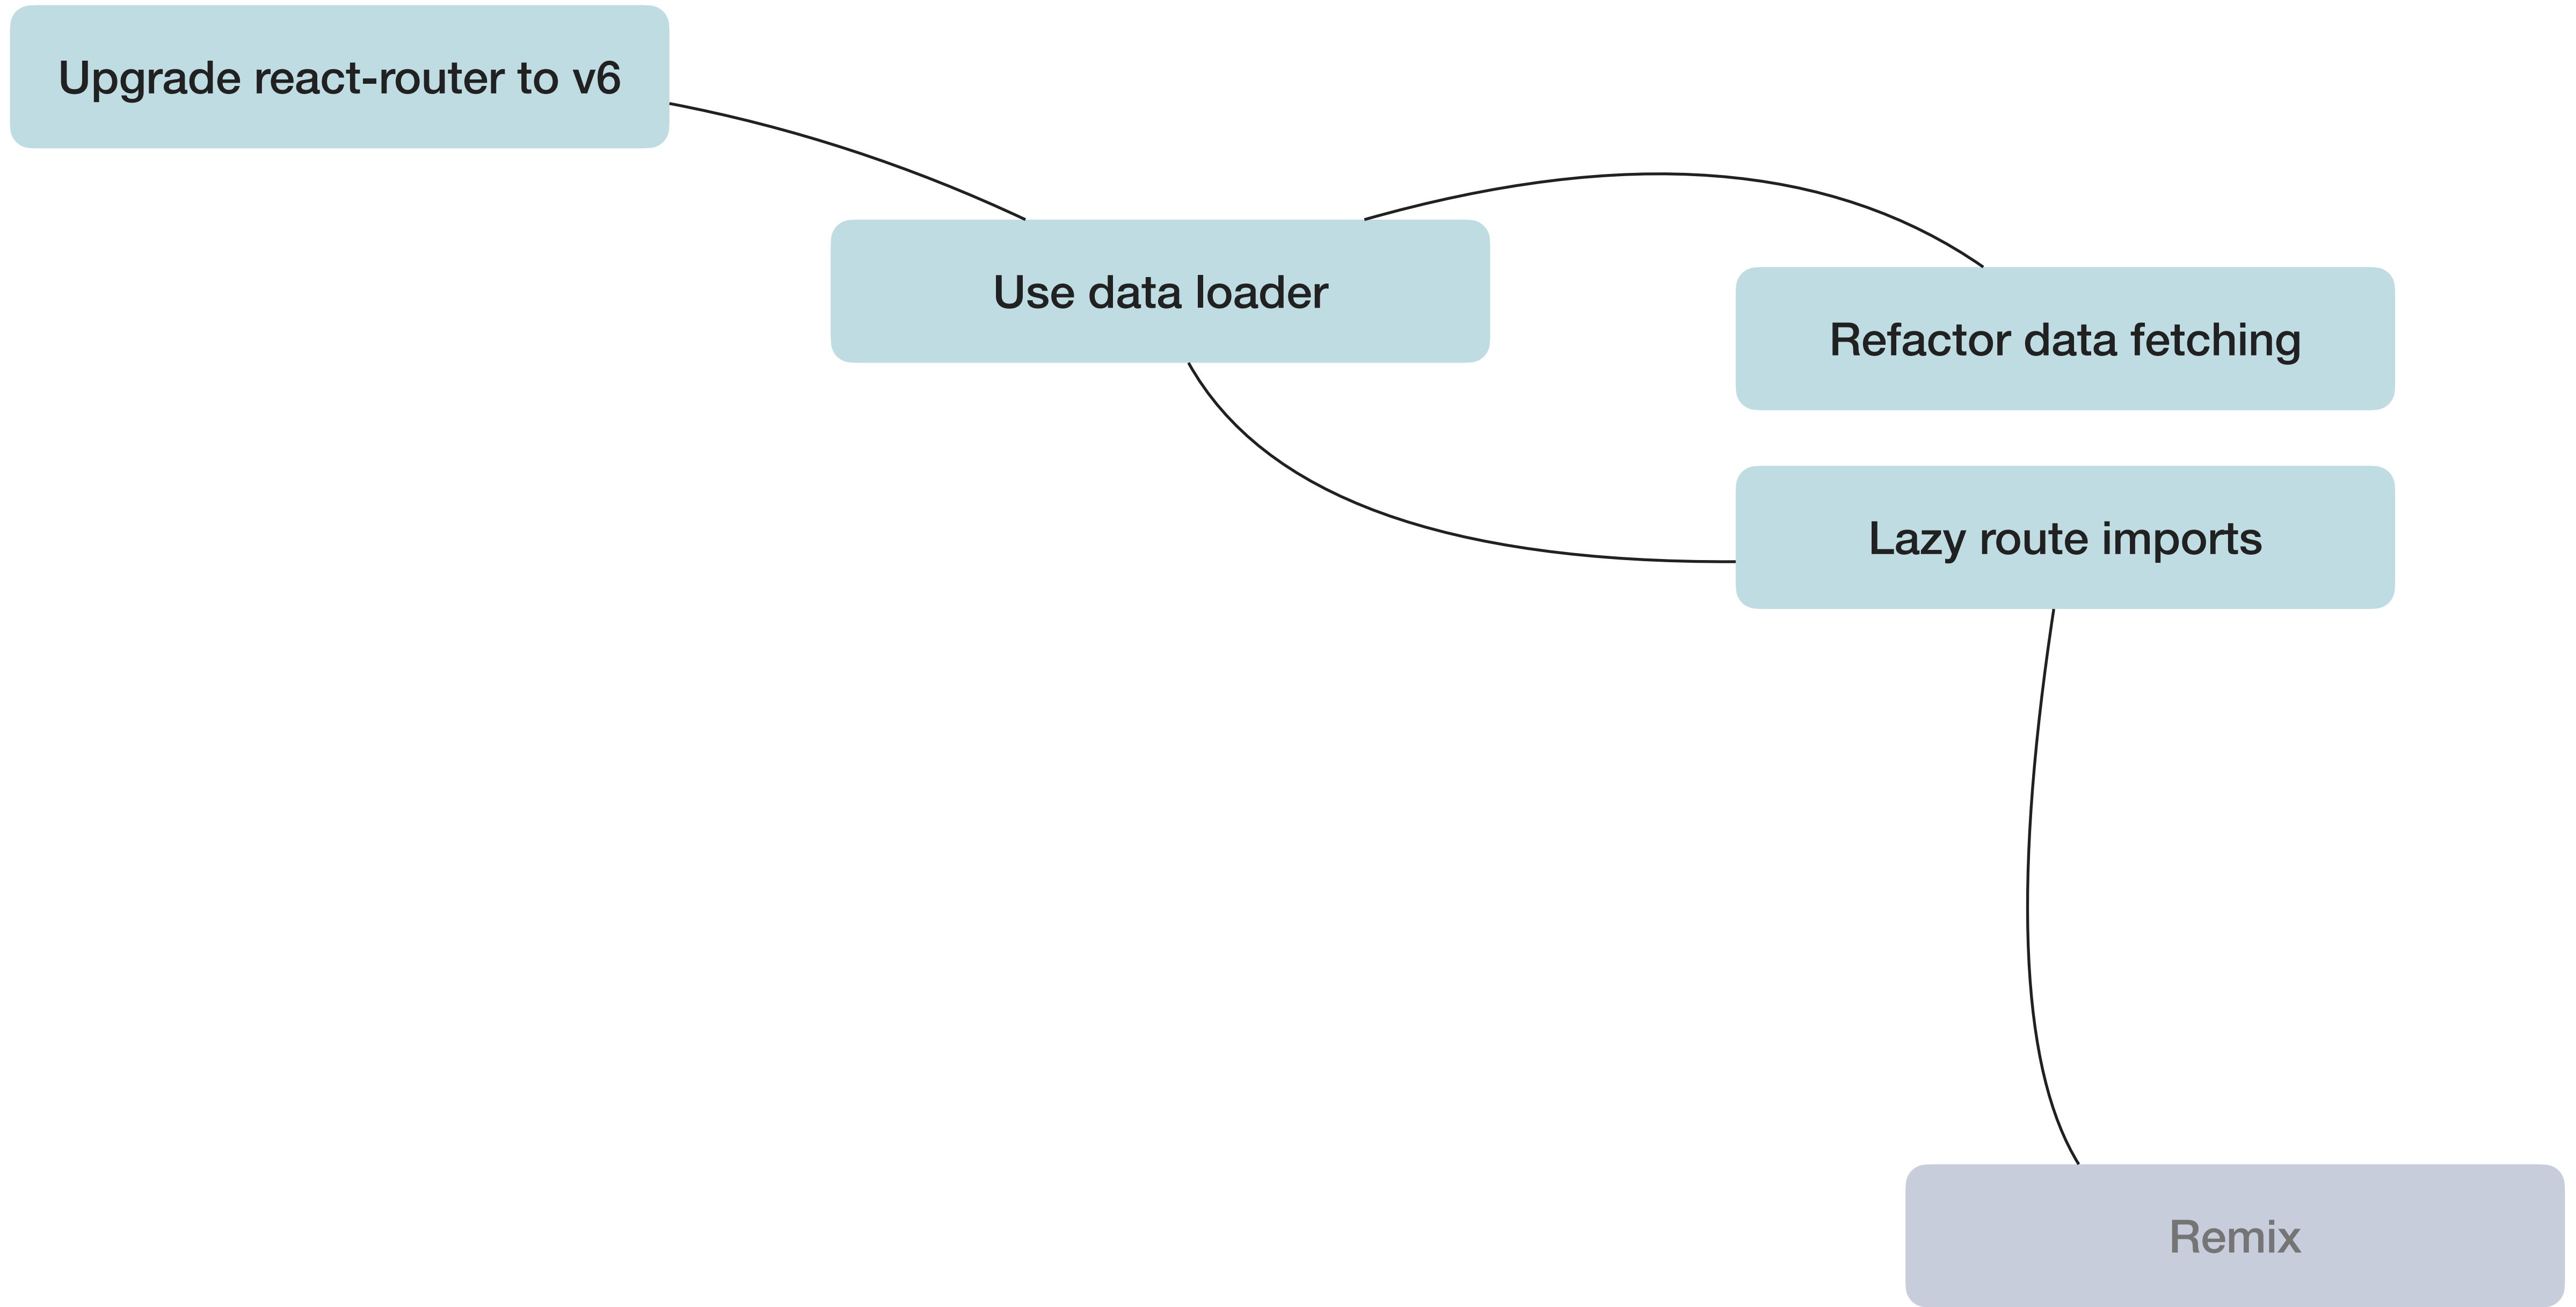 Upgrade react-router to v6
Use data loader
Refactor data fetching
Lazy route imports
Remix